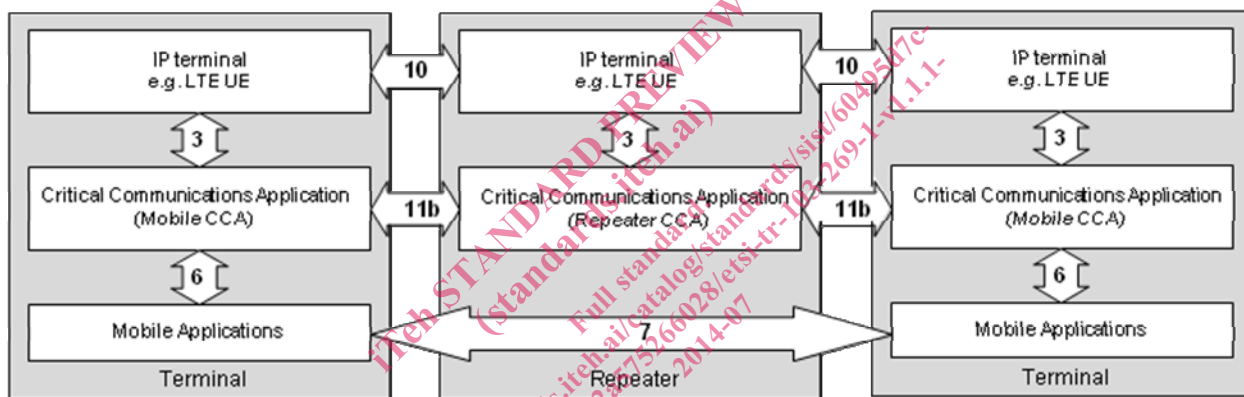 IP terminal
e.g. LTE UE
10
IP terminal
e.g. LTE UE
10
IP terminal
e.g. LTE UE
3
3
3
Critical Communications Application
(Mobile CCA)
11b
Critical Communications Application
(Repeater CCA)
11b
Critical Communications Application
(Mobile CCA)
6
6
Mobile Applications
7
Mobile Applications
Terminal
Repeater
Terminal
iTeh STANDARD PREVIEW
(standards.iteh.ai)
Full standard:
2014-07